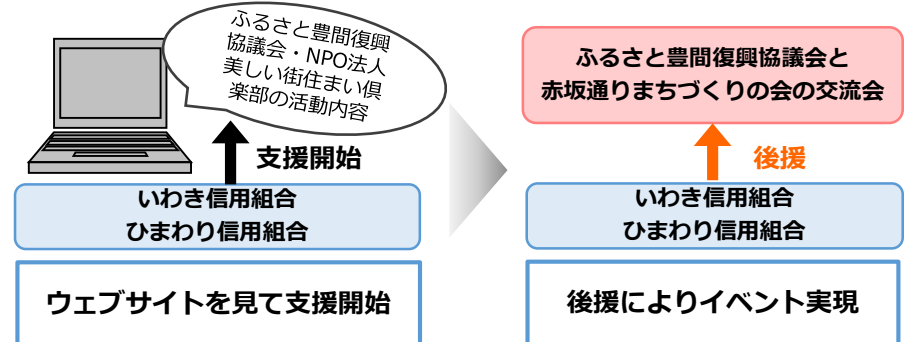 ふるさと豊間復興
協議会・NPO法人
美しい街住まい倶
楽部の活動内容
支援開始
いわき信用組合
ひまわり信用組合
ウェブサイトを見て支援開始
ふるさと豊間復興協議会と
赤坂通りまちづくりの会の交流会
後援
いわき信用組合
ひまわり信用組合
後援によりイベント実現